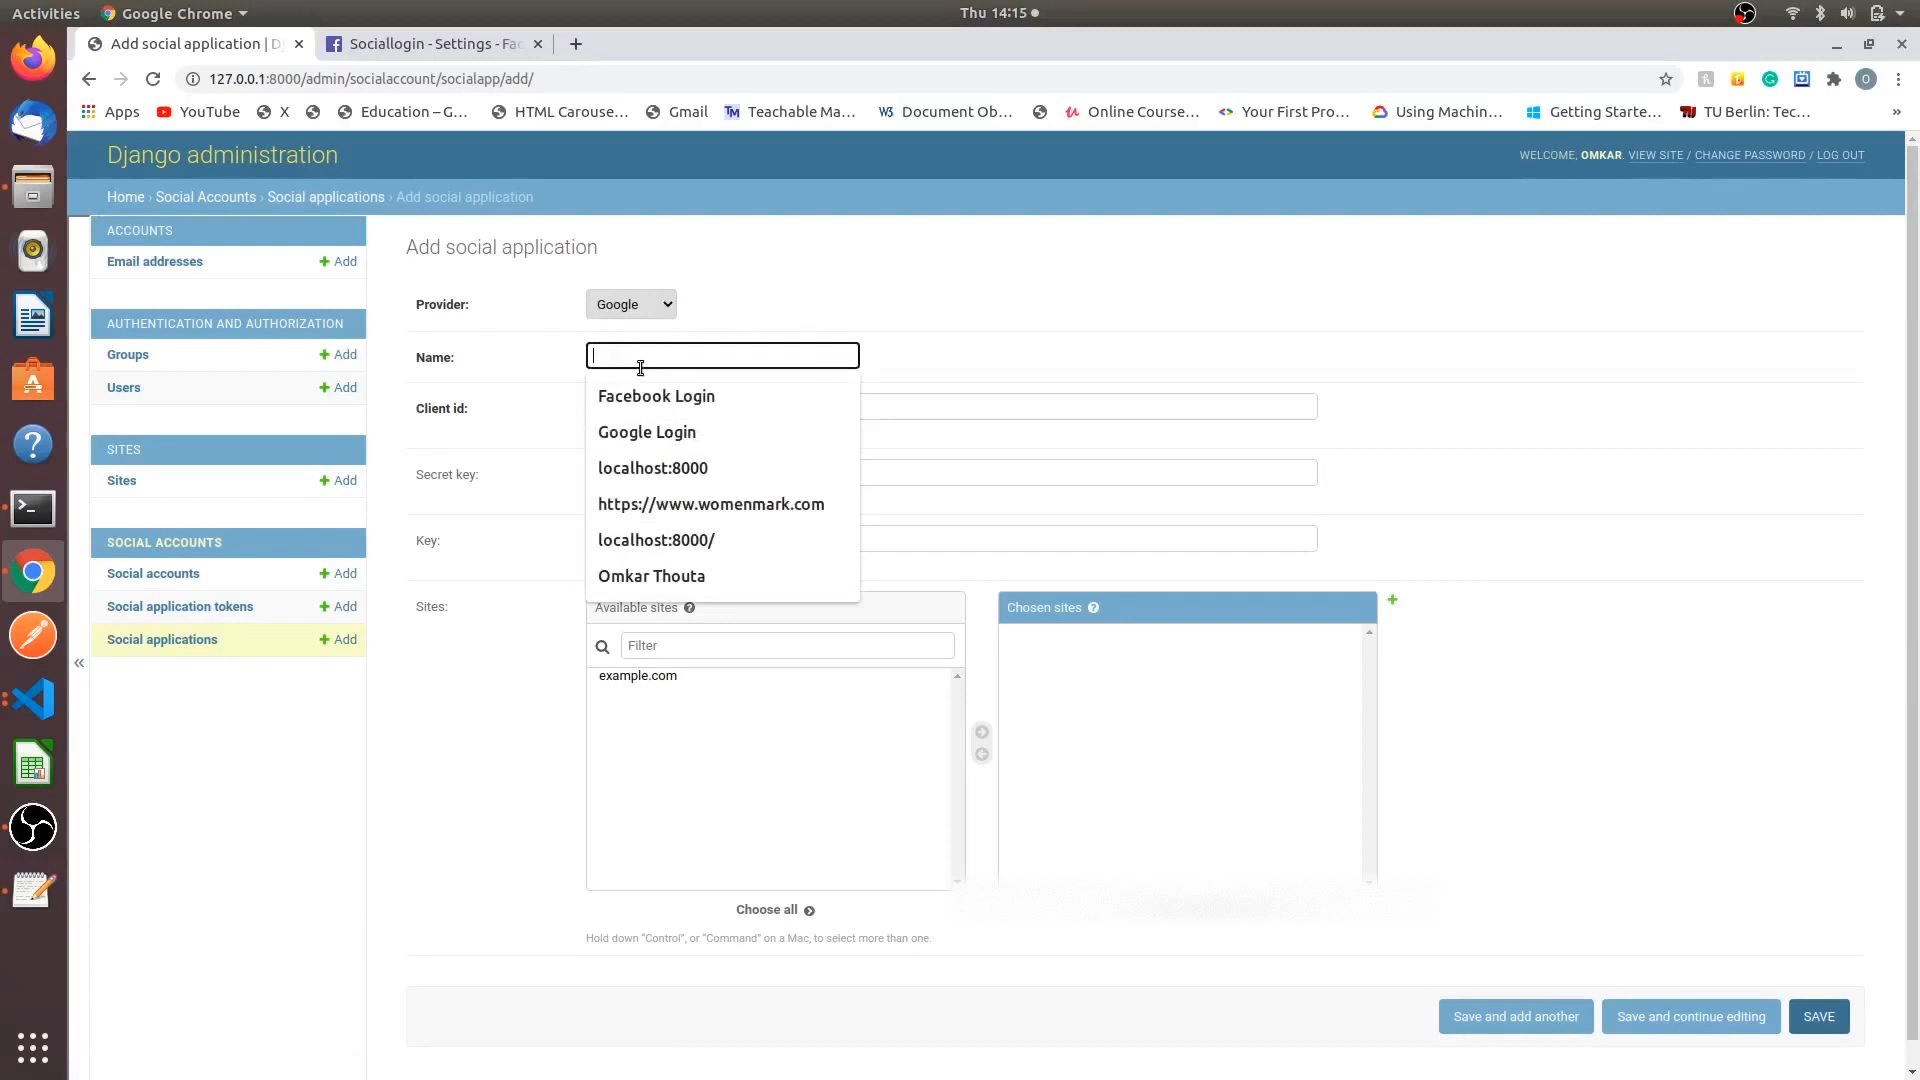 Activities Google Chrome Thu 14:15
Add social application | D Sociallogin - Settings - Fac
127.0.0.1:8000/admin/socialaccount/socialapp/add/
Apps YouTube X Education – G... HTML Carouse... Gmail Teachable Ma... Document Ob... Online Course... Your First Pro... Using Machin... Getting Starte... TU Berlin: Tec... »
Django administration
WELCOME, OMKAR. VIEW SITE / CHANGE PASSWORD / LOG OUT
Home › Social Accounts › Social applications › Add social application
ACCOUNTS
Email addresses Add
AUTHENTICATION AND AUTHORIZATION
Groups Add
Users Add
SITES
Sites Add
SOCIAL ACCOUNTS
Social accounts Add
Social application tokens Add
Social applications Add
«
Add social application
Provider: Google
Name:
Facebook Login
Google Login
localhost:8000
https://www.womenmark.com
localhost:8000/
Omkar Thouta
Client id:
Secret key:
Key:
Sites:
Available sites ?
Filter
example.com
Chosen sites ?
Choose all
Hold down “Control”, or “Command” on a Mac, to select more than one.
Save and add another Save and continue editing SAVE